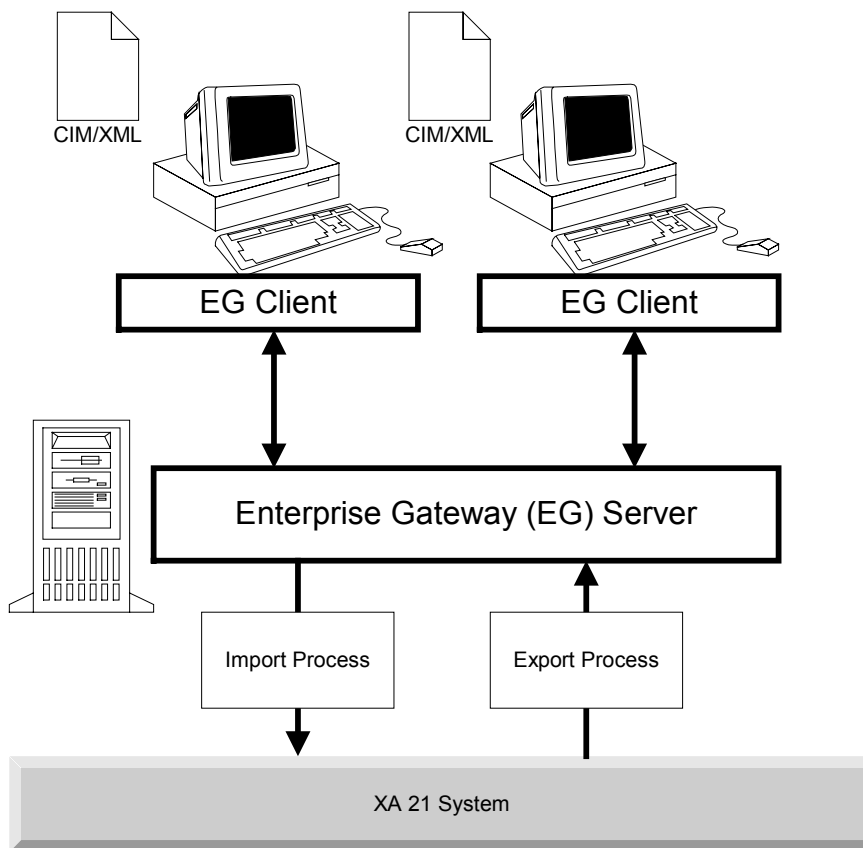 CIM/XML
CIM/XML
EG Client
EG Client
Enterprise Gateway (EG) Server
Import Process
Export Process
XA 21 System